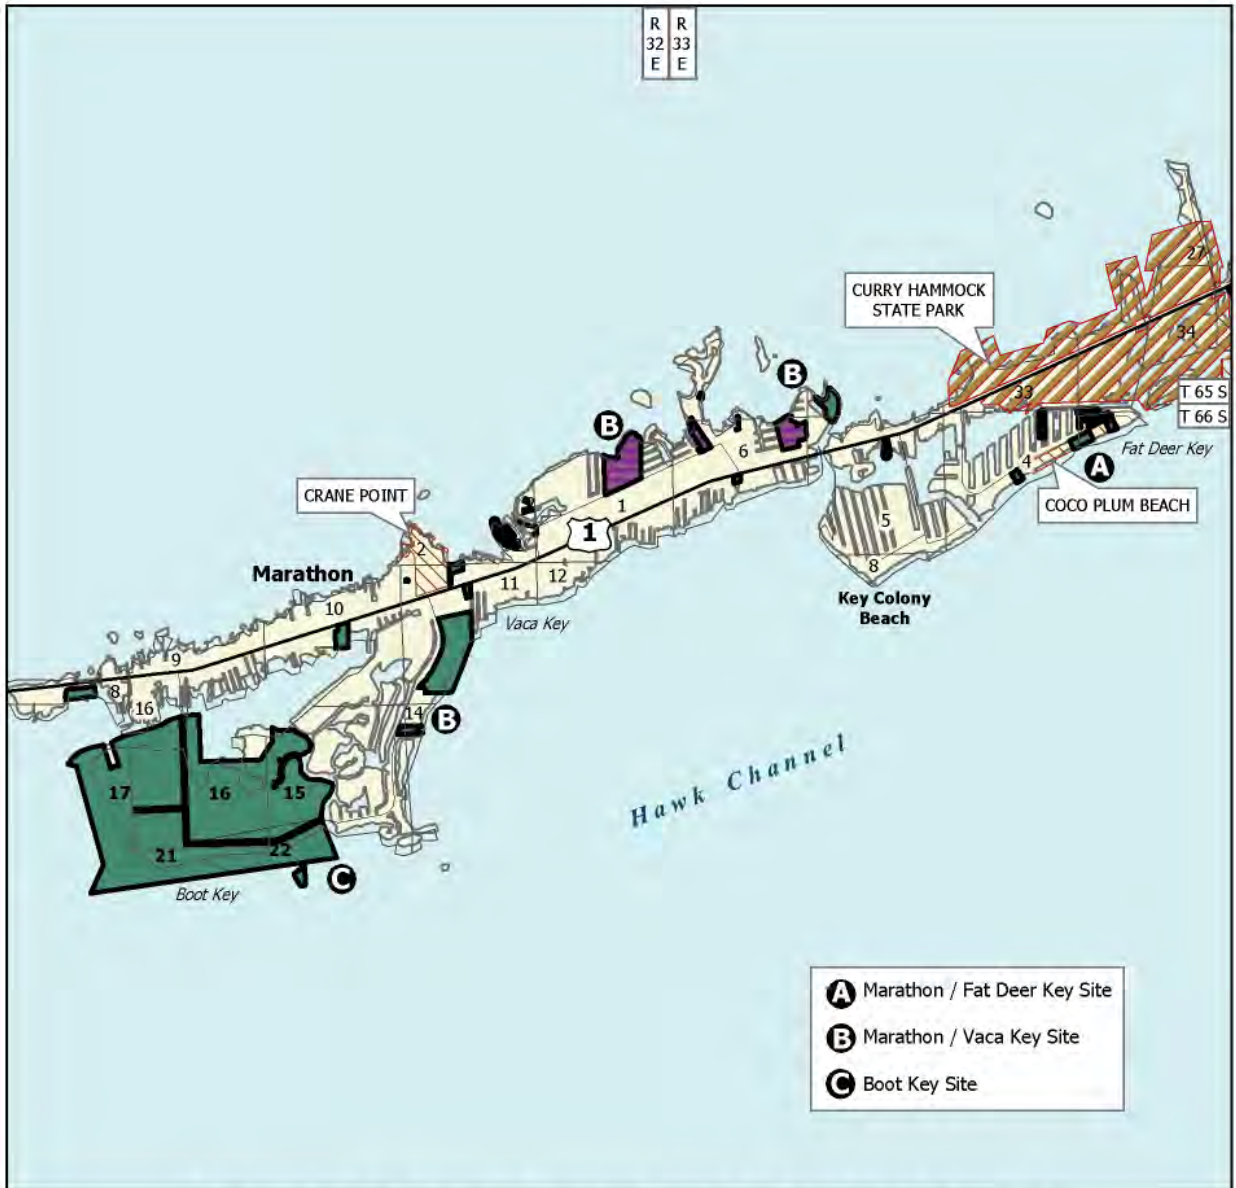 R R
32 33
E E
27
CURRY HAMMOCK
STATE PARK
34
33
T 65 S
T 66 S
B
B
6
Fat Deer Key
4
A
CRANE POINT
COCO PLUM BEACH
1
1
5
2
8
Marathon
11
12
10
Key Colony
Beach
Vaca Key
9
8
16
14
B
Hawk Channel
17
16
15
21
22
C
Boot Key
A Marathon / Fat Deer Key Site
B Marathon / Vaca Key Site
C Boot Key Site